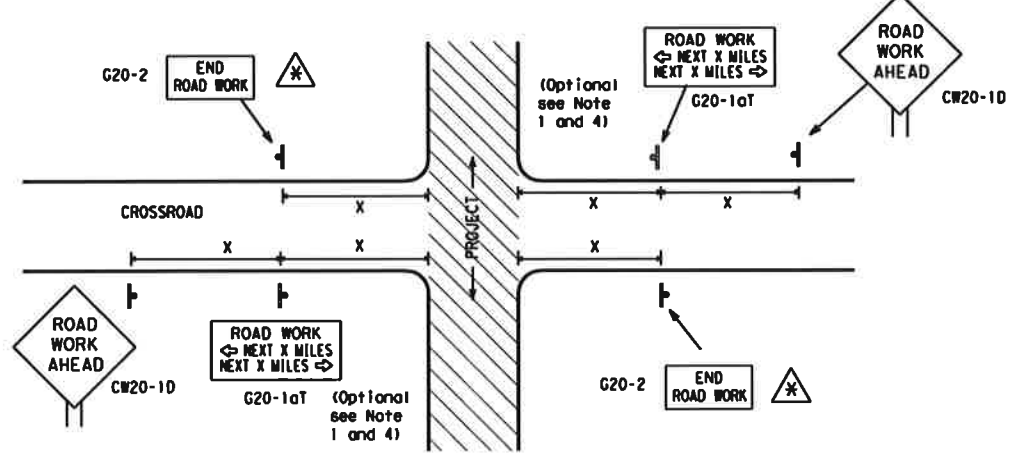 G20-2
END
ROAD WORK
*
(Optional
see Note
1 and 4)
ROAD WORK
⇦ NEXT X MILES
NEXT X MILES ⇨
G20-1aT
ROAD
WORK
AHEAD
CW20-1D
X
X
X
CROSSROAD
PROJECT
X
X
X
ROAD
WORK
AHEAD
CW20-1D
ROAD WORK
⇦ NEXT X MILES
NEXT X MILES ⇨
G20-1aT
(Optional
see Note
1 and 4)
G20-2
END
ROAD WORK
*